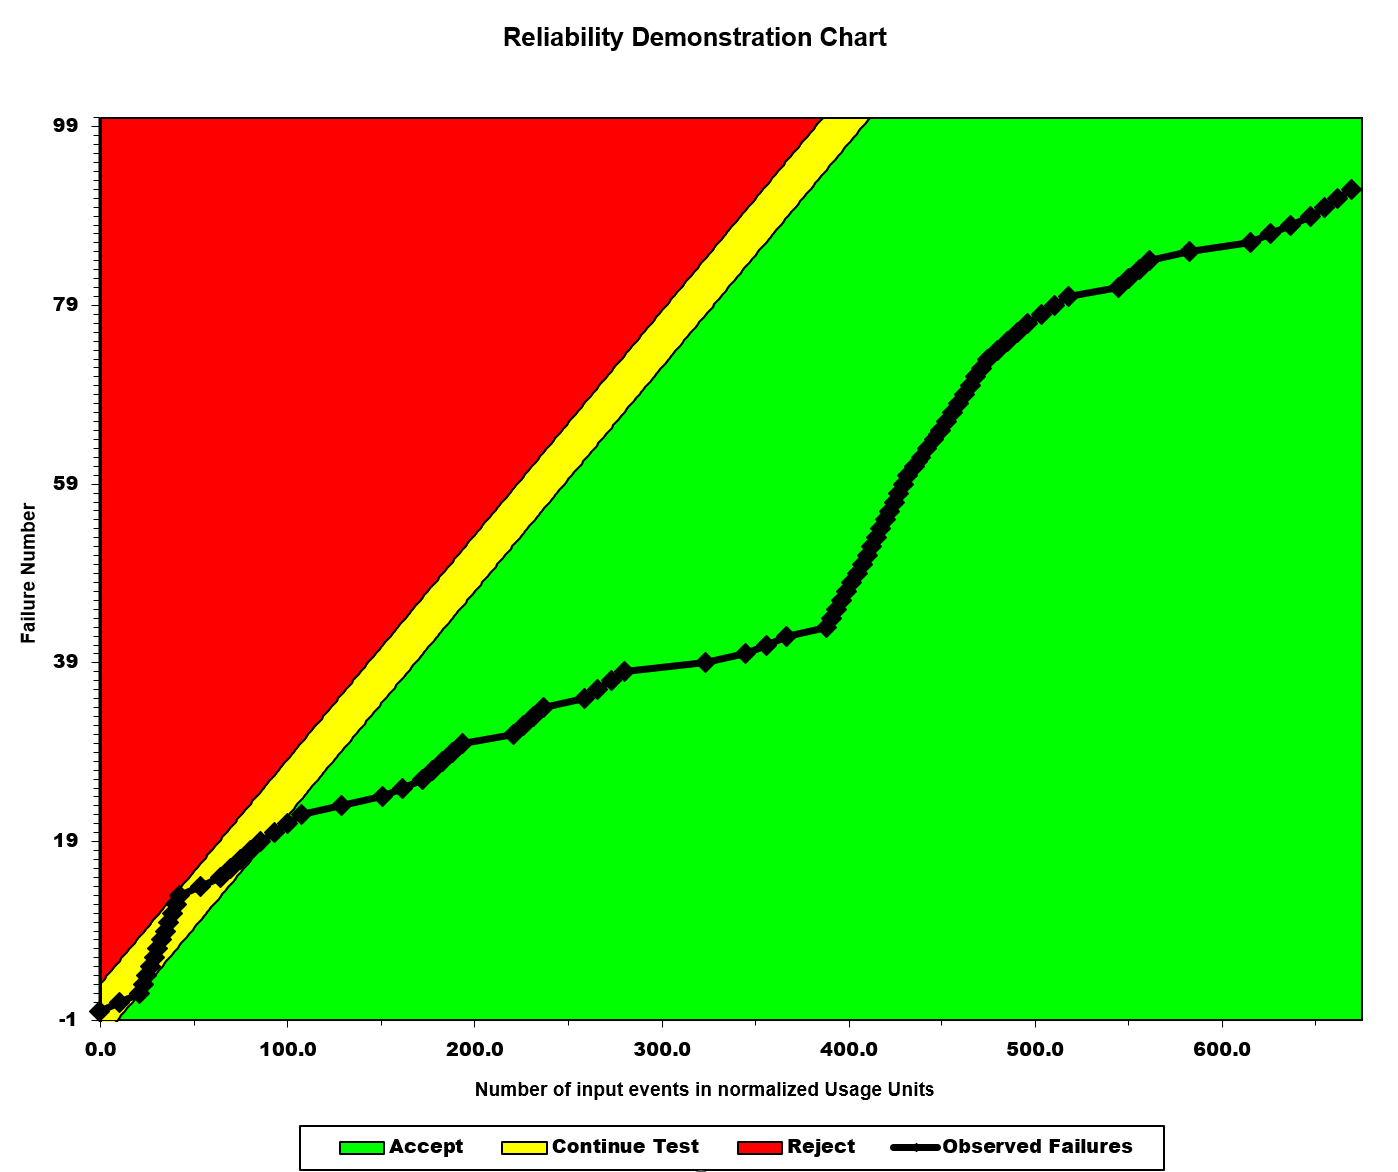 Reliability Demonstration Chart
99
79
59
39
19
-1
Failure Number
0.0 100.0 200.0 300.0 400.0 500.0 600.0
Number of input events in normalized Usage Units
Accept Continue Test Reject Observed Failures